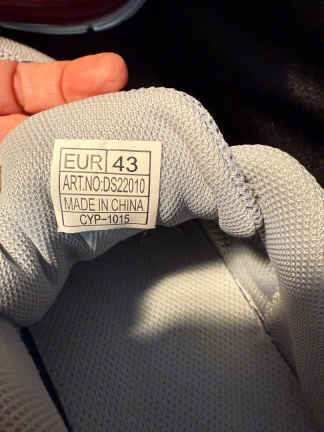 EUR 43
ART.NO:DS22010
MADE IN CHINA
CYP-1015